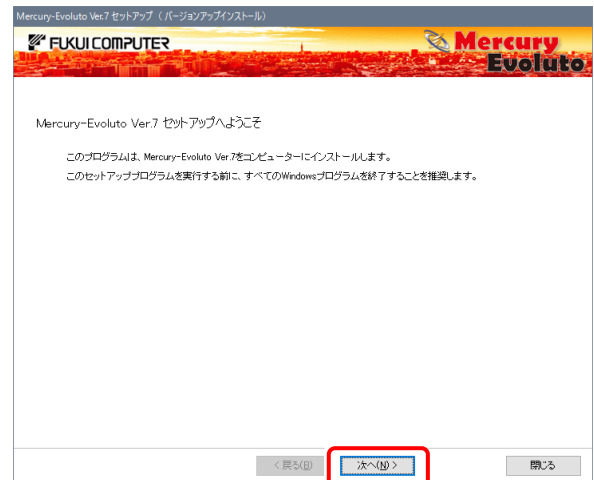 Mercury-Evoluto Ver.7 セットアップ（バージョンアップインストール）
FUKUI COMPUTER
Mercury
Evoluto
Mercury-Evoluto Ver.7 セットアップへようこそ
このプログラムは、Mercury-Evoluto Ver.7をコンピューターにインストールします。
このセットアッププログラムを実行する前に、すべてのWindowsプログラムを終了することを推奨します。
< 戻る(B)
次へ(N) >
閉じる